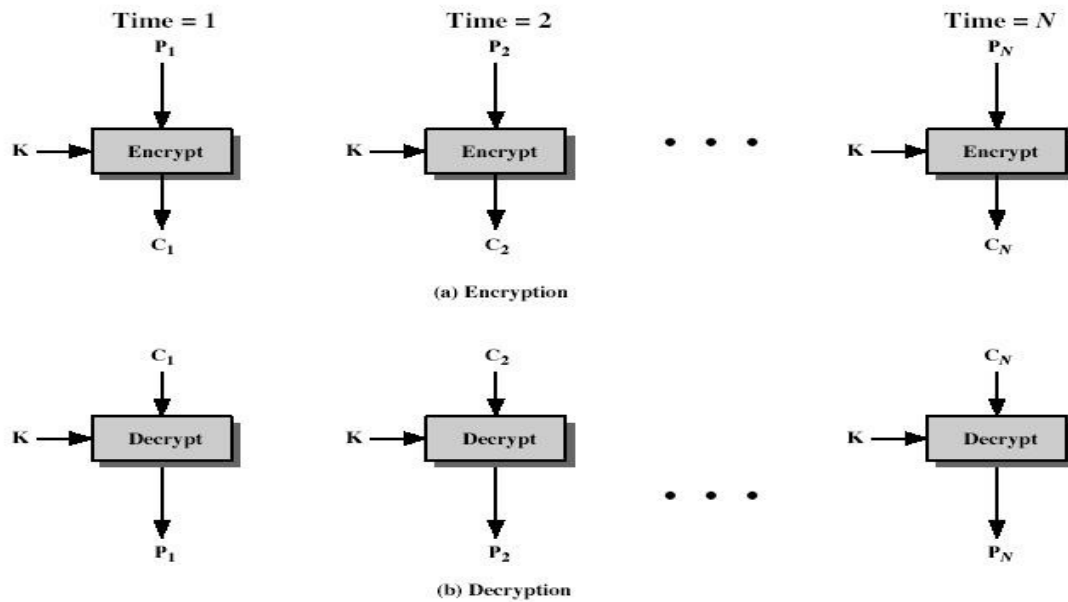 Time = 1 Time = 2 Time = N
P1 P2 PN
K Encrypt K Encrypt • • • K Encrypt
C1 C2 CN
(a) Encryption
C1 C2 CN
K Decrypt K Decrypt K Decrypt
• • •
P1 P2 PN
(b) Decryption